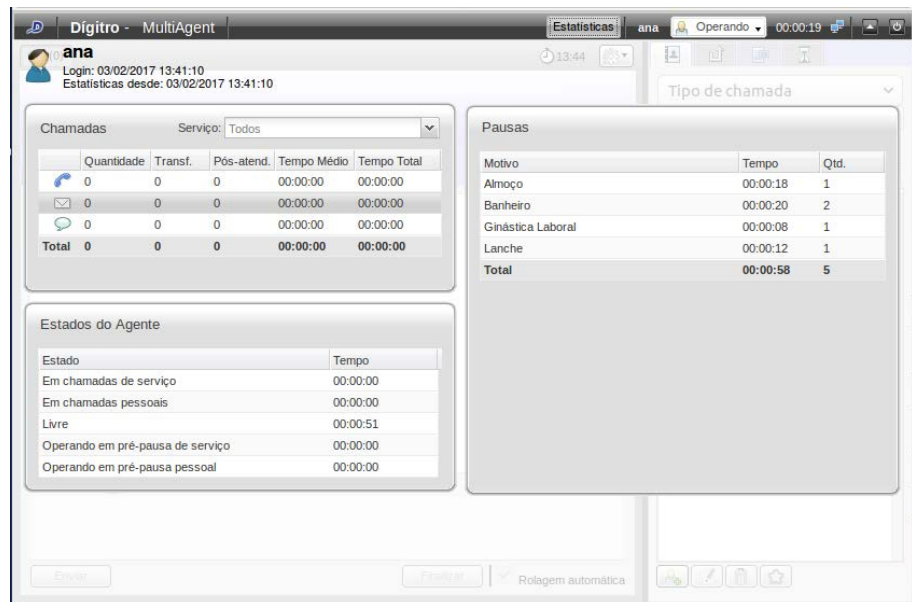 Dígitro - MultiAgent Estatísticas ana Operando 00:00:19
ana
Login: 03/02/2017 13:41:10
Estatísticas desde: 03/02/2017 13:41:10
13:44
Tipo de chamada
Chamadas Serviço: Todos
Quantidade Transf. Pós-atend. Tempo Médio Tempo Total
0 0 0 00:00:00 00:00:00
0 0 0 00:00:00 00:00:00
0 0 0 00:00:00 00:00:00
Total 0 0 0 00:00:00 00:00:00
Pausas
Motivo Tempo Qtd.
Almoço 00:00:18 1
Banheiro 00:00:20 2
Ginástica Laboral 00:00:08 1
Lanche 00:00:12 1
Total 00:00:58 5
Estados do Agente
Estado Tempo
Em chamadas de serviço 00:00:00
Em chamadas pessoais 00:00:00
Livre 00:00:51
Operando em pré-pausa de serviço 00:00:00
Operando em pré-pausa pessoal 00:00:00
Enviar Finalizar Rolagem automática